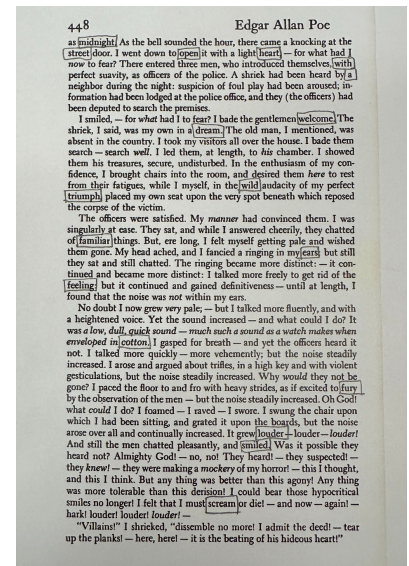 448 Edgar Allan Poe
as midnight. As the bell sounded the hour, there came a knocking at the
street door. I went down to open it with a light heart, — for what had I
now to fear? There entered three men, who introduced themselves, with
perfect suavity, as officers of the police. A shriek had been heard by a
neighbor during the night: suspicion of foul play had been aroused; in-
formation had been lodged at the police office, and they (the officers) had
been deputed to search the premises.
I smiled, — for what had I to fear? I bade the gentlemen welcome. The
shriek, I said, was my own in a dream. The old man, I mentioned, was
absent in the country. I took my visitors all over the house. I bade them
search — search well. I led them, at length, to his chamber. I showed
them his treasures, secure, undisturbed. In the enthusiasm of my con-
fidence, I brought chairs into the room, and desired them here to rest
from their fatigues, while I myself, in the wild audacity of my perfect
triumph, placed my own seat upon the very spot beneath which reposed
the corpse of the victim.
The officers were satisfied. My manner had convinced them. I was
singularly at ease. They sat, and while I answered cheerily, they chatted
of familiar things. But, ere long, I felt myself getting pale and wished
them gone. My head ached, and I fancied a ringing in my ears: but still
they sat and still chatted. The ringing became more distinct: — it con-
tinued and became more distinct: I talked more freely to get rid of the
feeling: but it continued and gained definitiveness — until at length, I
found that the noise was not within my ears.
No doubt I now grew very pale; — but I talked more fluently, and with
a heightened voice. Yet the sound increased — and what could I do? It
was a low, dull, quick sound — much such a sound as a watch makes when
enveloped in cotton. I gasped for breath — and yet the officers heard it
not. I talked more quickly — more vehemently; but the noise steadily
increased. I arose and argued about trifles, in a high key and with violent
gesticulations, but the noise steadily increased. Why would they not be
gone? I paced the floor to and fro with heavy strides, as if excited to fury
by the observation of the men — but the noise steadily increased. Oh God!
what could I do? I foamed — I raved — I swore. I swung the chair upon
which I had been sitting, and grated it upon the boards, but the noise
arose over all and continually increased. It grew louder — louder — louder!
And still the men chatted pleasantly, and smiled. Was it possible they
heard not? Almighty God! — no, no! They heard! — they suspected! —
they knew! — they were making a mockery of my horror! — this I thought,
and this I think. But any thing was better than this agony! Any thing
was more tolerable than this derision! I could bear those hypocritical
smiles no longer! I felt that I must scream or die! — and now — again! —
hark! louder! louder! louder! —
"Villains!" I shrieked, "dissemble no more! I admit the deed! — tear
up the planks! — here, here! — it is the beating of his hideous heart!"